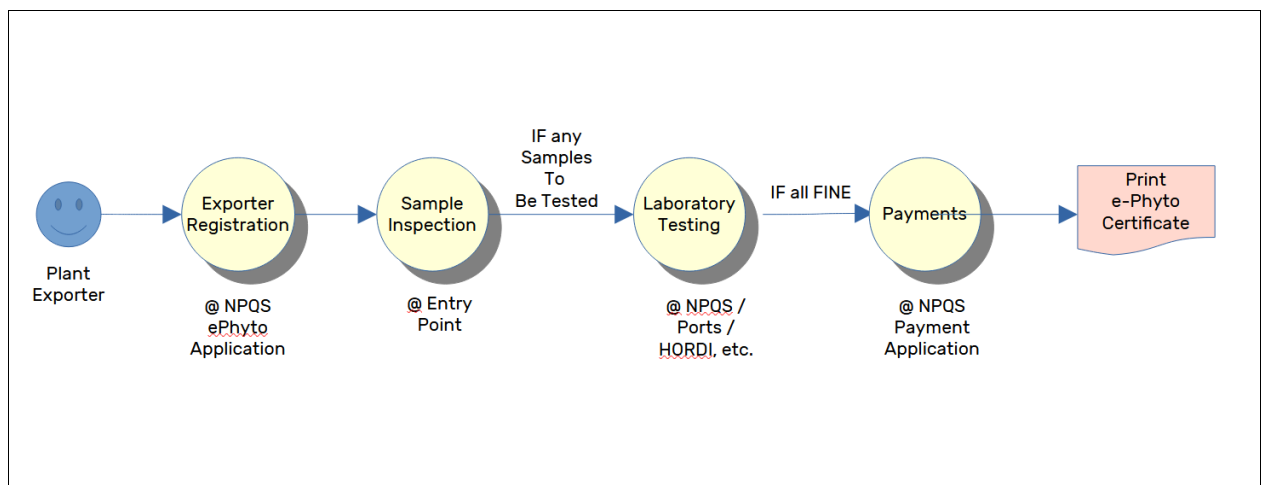 Plant
Exporter
Exporter
Registration
@ NPQS
ePhyto
Application
Sample
Inspection
@ Entry
Point
IF any
Samples
To
Be Tested
Laboratory
Testing
@ NPQS /
Ports /
HORDI, etc.
IF all FINE
Payments
@ NPQS
Payment
Application
Print
e-Phyto
Certificate